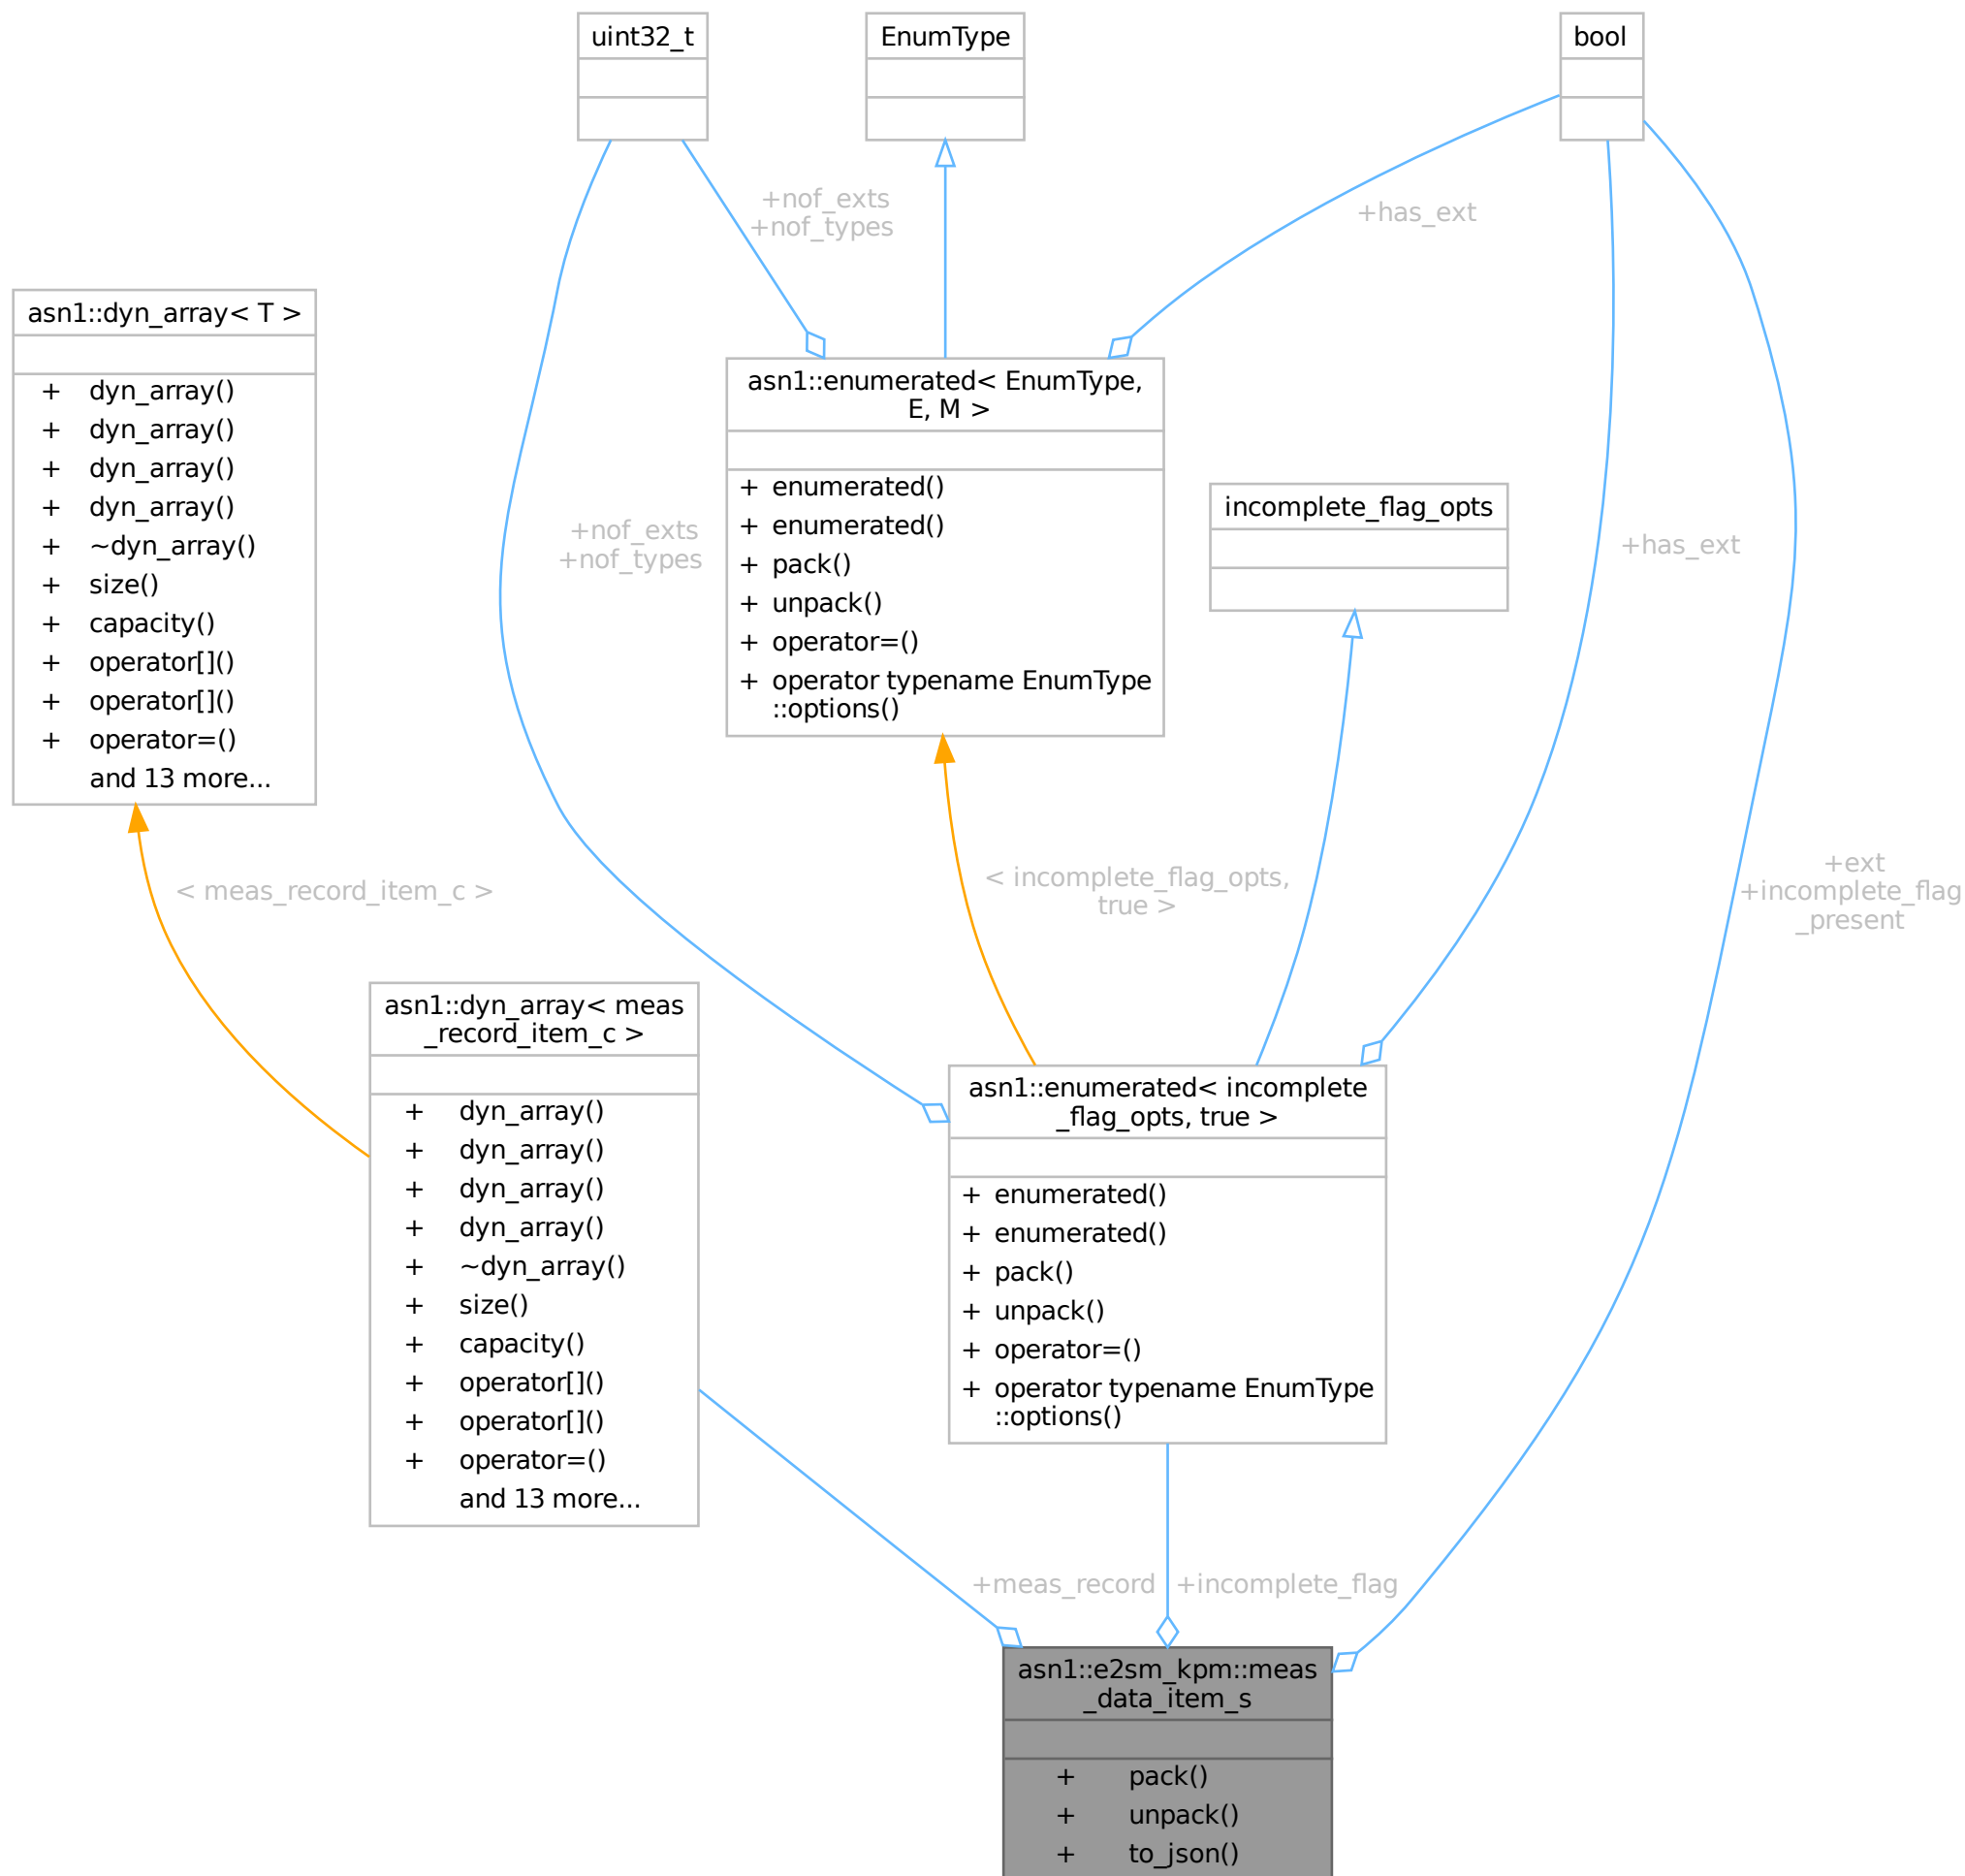 uint32_t
EnumType
bool
+nof_exts
+nof_types
+has_ext
asn1::dyn_array< T >
+ dyn_array()
+ dyn_array()
+ dyn_array()
+ dyn_array()
+ ~dyn_array()
+ size()
+ capacity()
+ operator[]()
+ operator[]()
+ operator=()
and 13 more...
asn1::enumerated< EnumType,
E, M >
+ enumerated()
+ enumerated()
+ pack()
+ unpack()
+ operator=()
+ operator typename EnumType
::options()
incomplete_flag_opts
+nof_exts
+nof_types
+has_ext
< meas_record_item_c >
< incomplete_flag_opts,
true >
+ext
+incomplete_flag
_present
asn1::dyn_array< meas
_record_item_c >
+ dyn_array()
+ dyn_array()
+ dyn_array()
+ dyn_array()
+ ~dyn_array()
+ size()
+ capacity()
+ operator[]()
+ operator[]()
+ operator=()
and 13 more...
asn1::enumerated< incomplete
_flag_opts, true >
+ enumerated()
+ enumerated()
+ pack()
+ unpack()
+ operator=()
+ operator typename EnumType
::options()
+meas_record
+incomplete_flag
asn1::e2sm_kpm::meas
_data_item_s
+ pack()
+ unpack()
+ to_json()